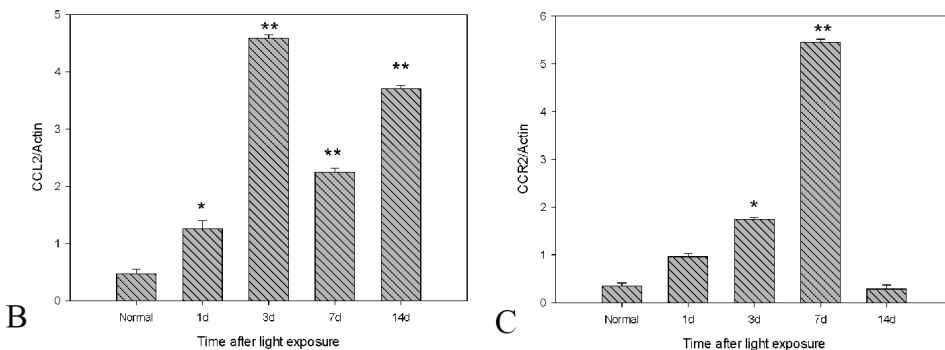 5
4
3
2
1
0
CCL2/Actin
*
**
**
**
Normal 1d 3d 7d 14d
Time after light exposure
B
6
5
4
3
2
1
0
CCR2/Actin
*
**
Normal 1d 3d 7d 14d
Time after light exposure
C